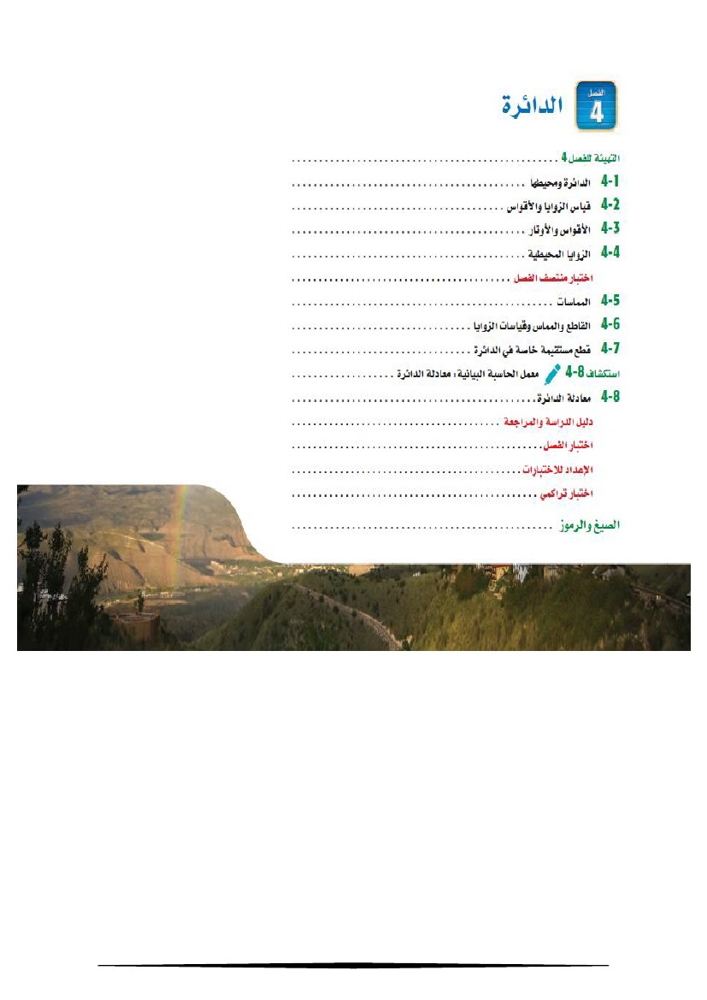 الفصل
4
الدائرة
التهيئة للفصل 4 ..................................................
4-1 الدائرة ومحيطها ............................................
4-2 قياس الزوايا والأقواس ........................................
4-3 الأقواس والأوتار ............................................
4-4 الزوايا المحيطية ............................................
اختبار منتصف الفصل .........................................
4-5 المماسات .................................................
4-6 القاطع والمماس وقياسات الزوايا ..................................
4-7 قطع مستقيمة خاصة في الدائرة ..................................
استكشاف 8-4 معمل الحاسبة البيانية ؛ معادلة الدائرة ...................
4-8 معادلة الدائرة ..............................................
دليل الدراسة والمراجعة .......................................
اختبار الفصل ...............................................
الإعداد للاختبارات ...........................................
اختبار تراكمي ..............................................
الصيغ والرموز .................................................